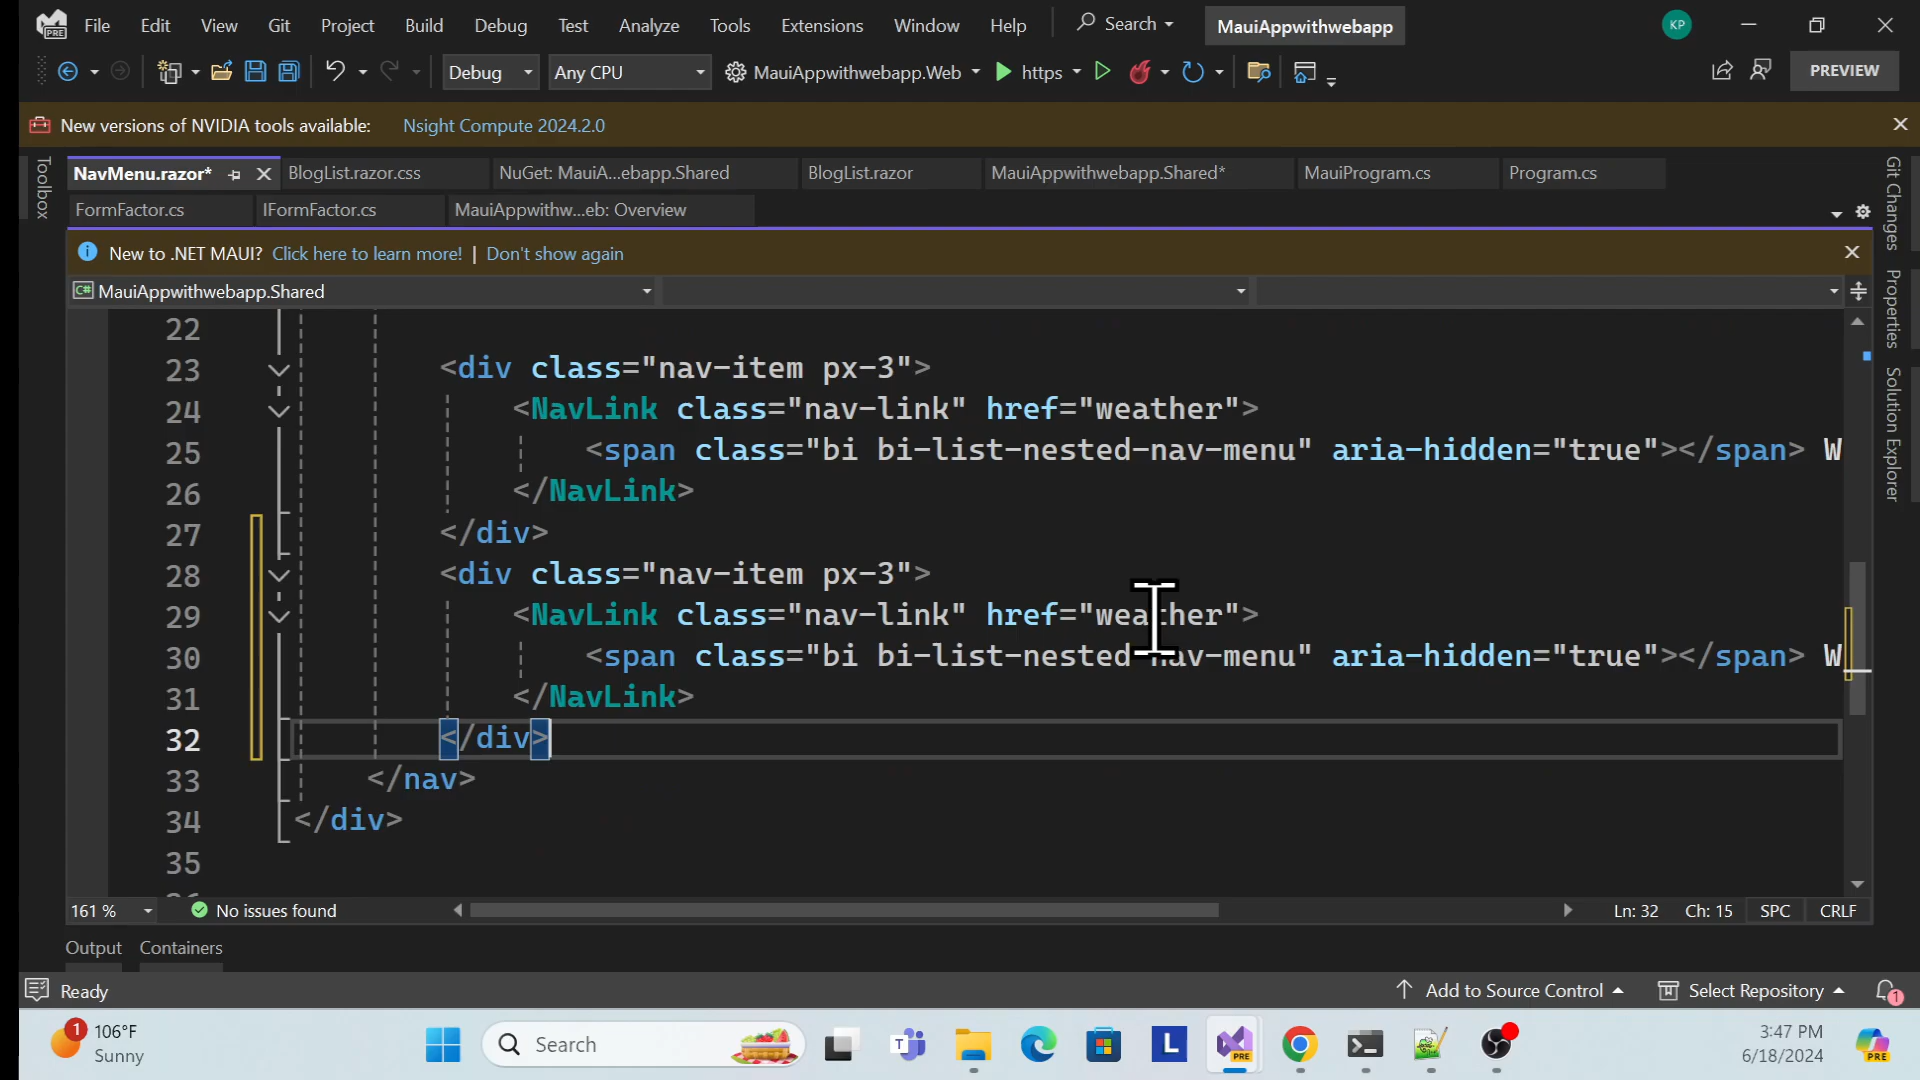 File Edit View Git Project Build Debug Test Analyze Tools Extensions Window Help Search MauiAppwithwebapp KP
Debug Any CPU MauiAppwithwebapp.Web https PREVIEW
New versions of NVIDIA tools available: Nsight Compute 2024.2.0
Toolbox
NavMenu.razor* BlogList.razor.css NuGet: MauiA...ebapp.Shared BlogList.razor MauiAppwithwebapp.Shared* MauiProgram.cs Program.cs
FormFactor.cs IFormFactor.cs MauiAppwithw...eb: Overview
New to .NET MAUI? Click here to learn more! | Don't show again
MauiAppwithwebapp.Shared
22
23 <div class="nav-item px-3">
24 <NavLink class="nav-link" href="weather">
25 <span class="bi bi-list-nested-nav-menu" aria-hidden="true"></span> W
26 </NavLink>
27 </div>
28 <div class="nav-item px-3">
29 <NavLink class="nav-link" href="weather">
30 <span class="bi bi-list-nested-nav-menu" aria-hidden="true"></span> W
31 </NavLink>
32 </div>
33 </nav>
34 </div>
35
Git Changes
Properties
Solution Explorer
161 % No issues found Ln: 32 Ch: 15 SPC CRLF
Output Containers
Ready Add to Source Control Select Repository 1
1 106°F
Sunny
Search
T
L
PRE
3:47 PM
6/18/2024
PRE